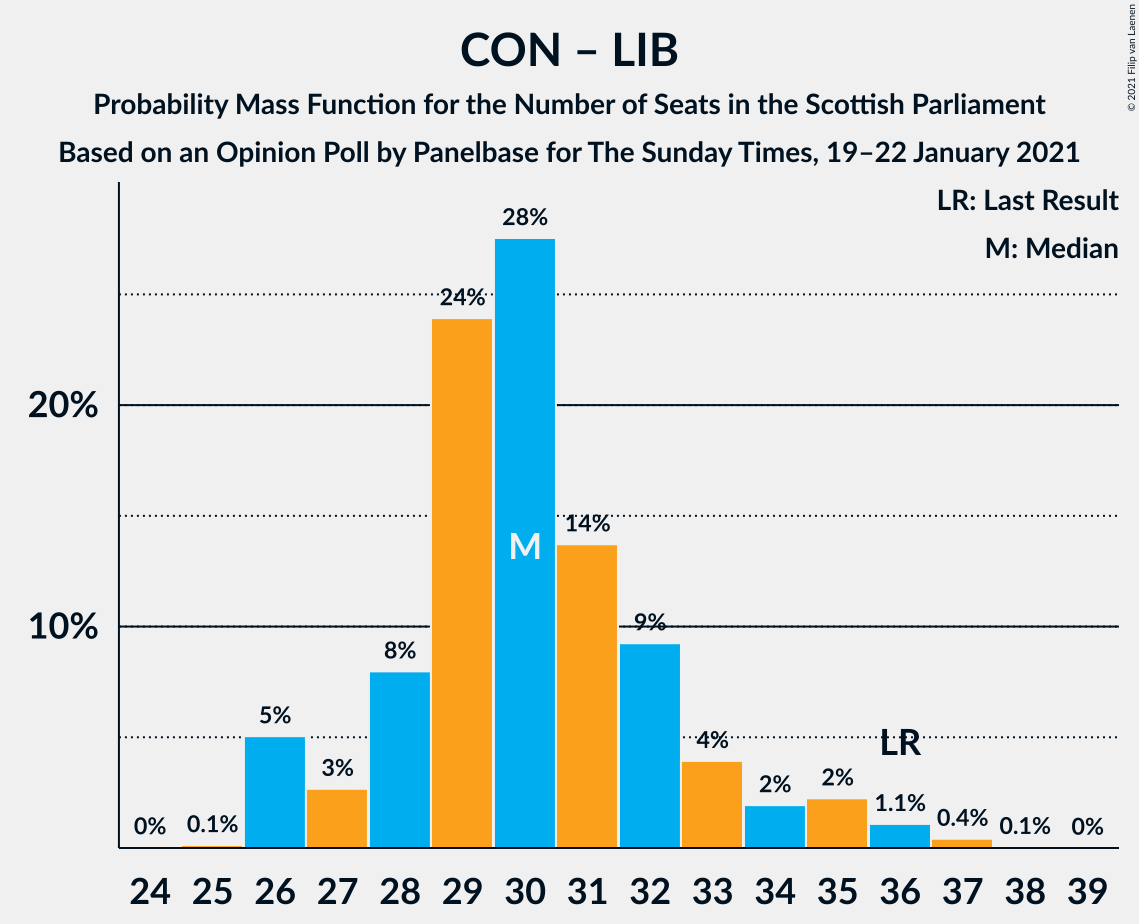 CON – LIB
Probability Mass Function for the Number of Seats in the Scottish Parliament
Based on an Opinion Poll by Panelbase for The Sunday Times, 19–22 January 2021
© 2021 Filip van Laenen
LR: Last Result
M: Median
28%
24%
20%
M
14%
10%
9%
8%
5%
LR
4%
3%
2%
2%
1.1%
0.4%
0%
0.1%
0.1%
0%
24 25 26 27 28 29 30 31 32 33 34 35 36 37 38 39